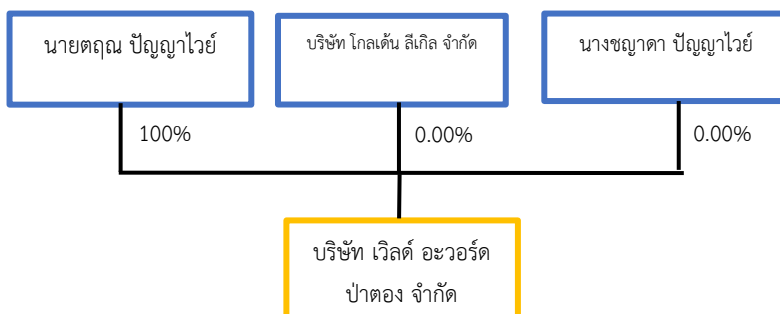 นายตฤณ ปัญญาไวย์
บริษัท โกลเด้น ลีเกิล จำกัด
นางชญาดา ปัญญาไวย์
100%
0.00%
0.00%
บริษัท เวิลด์ อะวอร์ด
ป่าตอง จำกัด